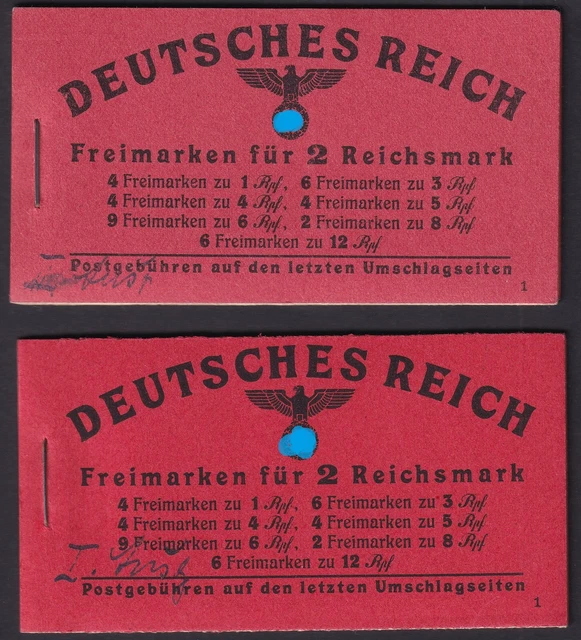 DEUTSCHES REICH
Freimarken für 2 Reichsmark
4 Freimarken zu 1 Rpf, 6 Freimarken zu 3 Rpf
4 Freimarken zu 4 Rpf, 4 Freimarken zu 5 Rpf
9 Freimarken zu 6 Rpf, 2 Freimarken zu 8 Rpf
6 Freimarken zu 12 Rpf
Postgebühren auf den letzten Umschlagseiten
1
DEUTSCHES REICH
Freimarken für 2 Reichsmark
4 Freimarken zu 1 Rpf, 6 Freimarken zu 3 Rpf
4 Freimarken zu 4 Rpf, 4 Freimarken zu 5 Rpf
9 Freimarken zu 6 Rpf, 2 Freimarken zu 8 Rpf
6 Freimarken zu 12 Rpf
Postgebühren auf den letzten Umschlagseiten
1